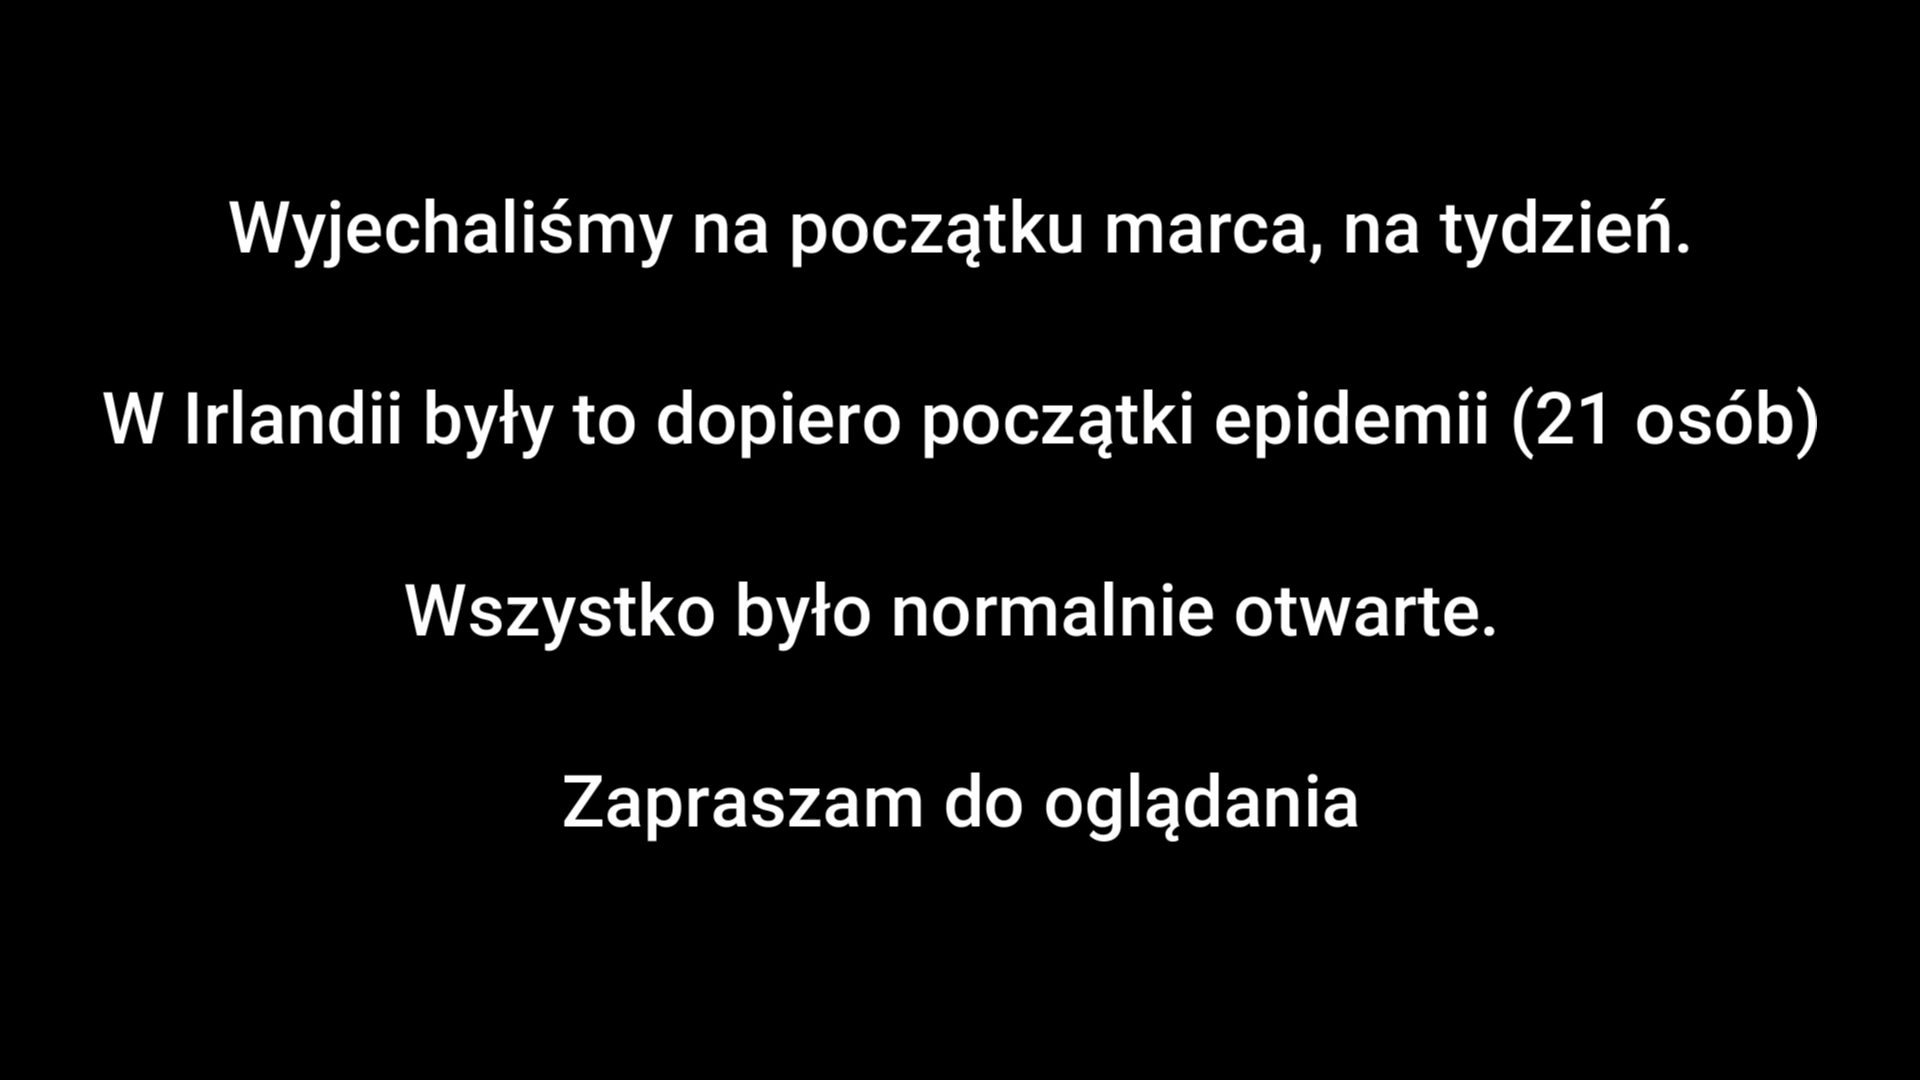 Wyjechaliśmy na początku marca, na tydzień.
W Irlandii były to dopiero początki epidemii (21 osób)
Wszystko było normalnie otwarte.
Zapraszam do oglądania